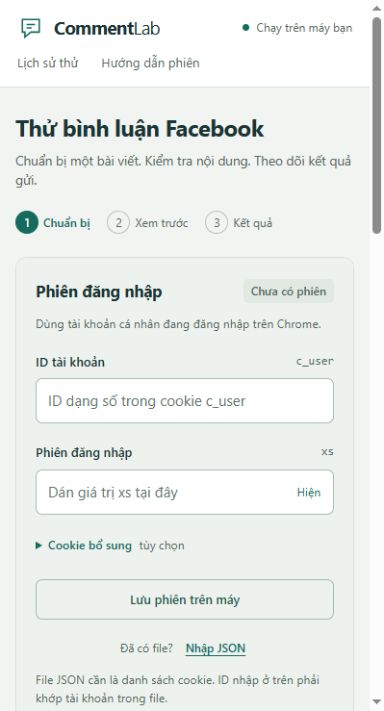 CommentLab
Chạy trên máy bạn
Lịch sử thử
Hướng dẫn phiên
Thử bình luận Facebook
Chuẩn bị một bài viết. Kiểm tra nội dung. Theo dõi kết quả
gửi.
1 Chuẩn bị
2 Xem trước
3 Kết quả
Phiên đăng nhập
Chưa có phiên
Dùng tài khoản cá nhân đang đăng nhập trên Chrome.
ID tài khoản
c_user
ID dạng số trong cookie c_user
Phiên đăng nhập
xs
Dán giá trị xs tại đây
Hiện
Cookie bổ sung tùy chọn
Lưu phiên trên máy
Đã có file? Nhập JSON
File JSON cần là danh sách cookie. ID nhập ở trên phải
khớp tài khoản trong file.